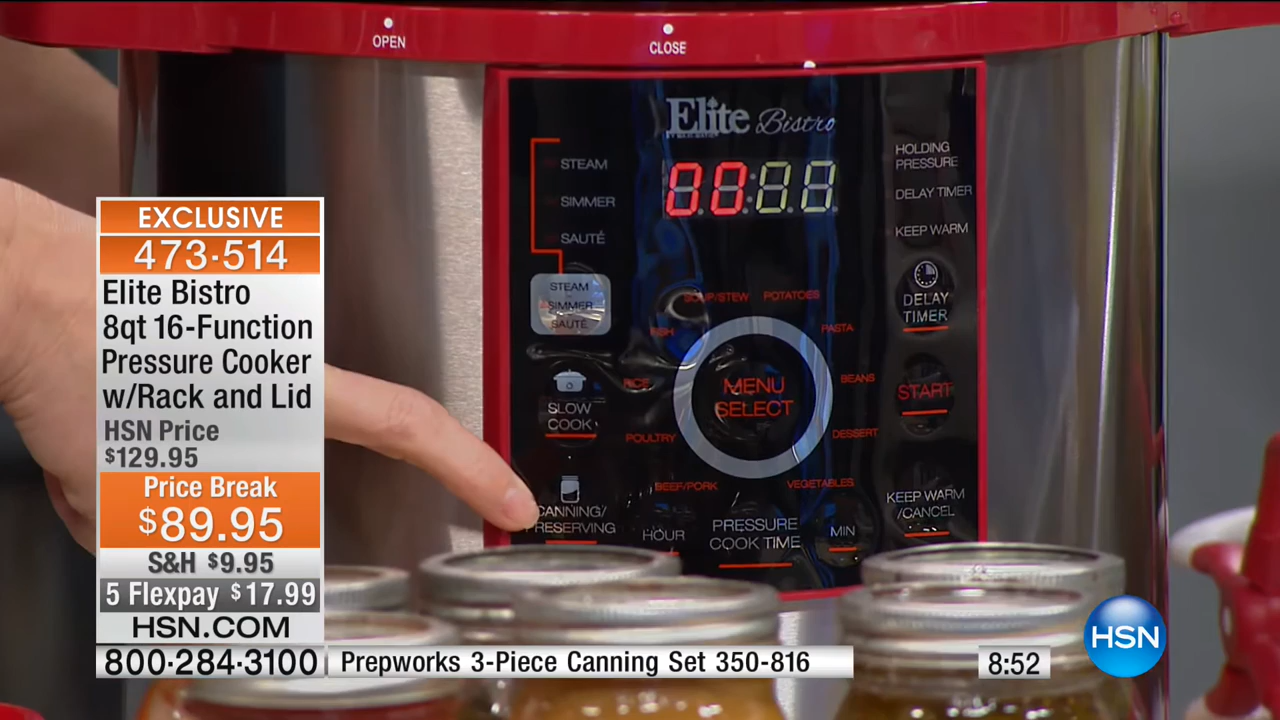 OPEN
CLOSE
Elite Bistro
00:88
STEAM
SIMMER
SAUTÉ
STEAM
SIMMER
SAUTÉ
HOLDING
PRESSURE
DELAY TIMER
KEEP WARM
DELAY
TIMER
SOUP/STEW
POTATOES
FISH
PASTA
RICE
BEANS
POULTRY
DESSERT
BEEF/PORK
VEGETABLES
MENU
SELECT
START
SLOW
COOK
CANNING/
PRESERVING
HOUR
PRESSURE
COOK TIME
MIN
KEEP WARM
/CANCEL
EXCLUSIVE
473·514
Elite Bistro
8qt 16-Function
Pressure Cooker
w/Rack and Lid
HSN Price
$129.95
Price Break
$89.95
S&H $9.95
5 Flexpay $17.99
HSN.COM
800·284·3100
Prepworks 3-Piece Canning Set 350-816
8:52
HSN